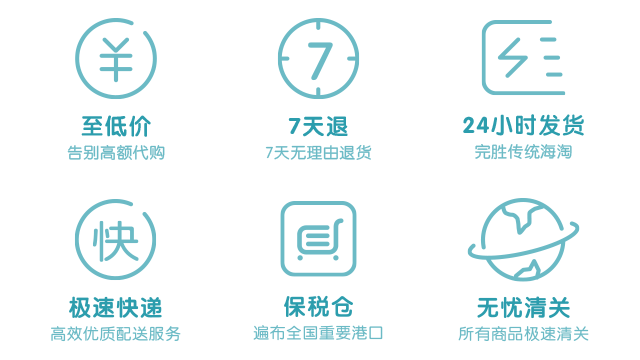 ¥
7
至低价
7天退
24小时发货
告别高额代购
7天无理由退货
完胜传统海淘
快
极速快递
保税仓
无忧清关
高效优质配送服务
遍布全国重要港口
所有商品极速清关